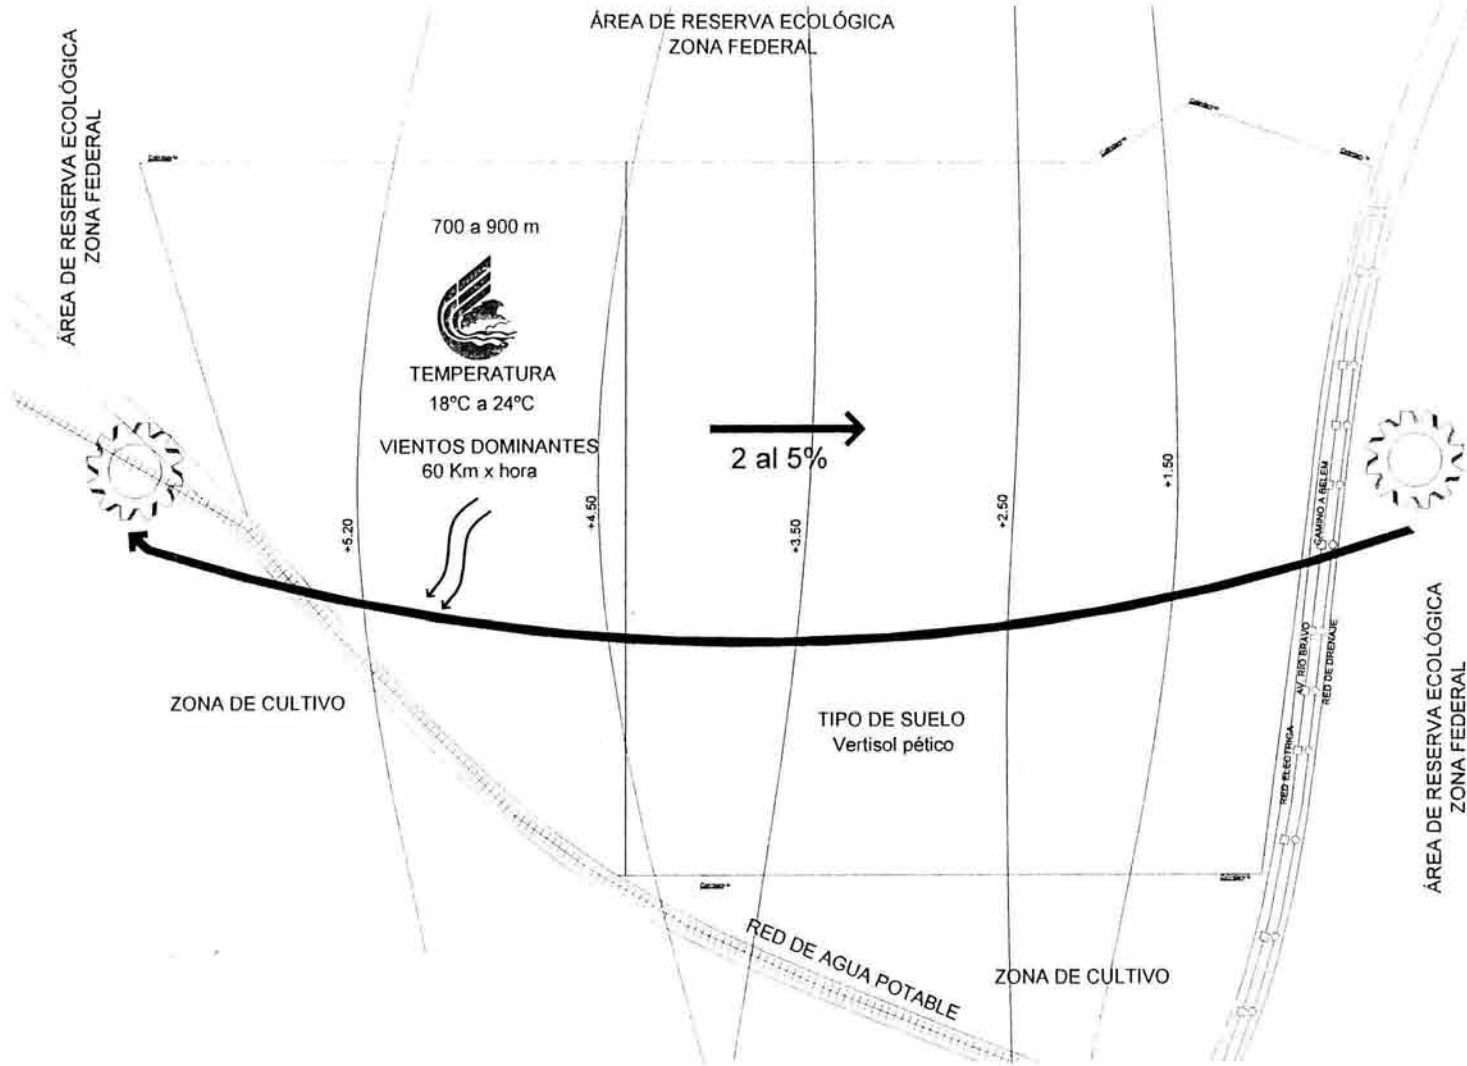 ÁREA DE RESERVA ECOLÓGICA
ZONA FEDERAL
ÁREA DE RESERVA ECOLÓGICA
ZONA FEDERAL
700 a 900 m
TEMPERATURA
18ºC a 24ºC
VIENTOS DOMINANTES
60 Km x hora
2 al 5%
+5.20
+4.50
+3.50
+2.50
+1.50
CAMINO A BELEM
AV. RIO BRAVO
RED DE DRENAJE
RED ELECTRICA
ÁREA DE RESERVA ECOLÓGICA
ZONA FEDERAL
ZONA DE CULTIVO
TIPO DE SUELO
Vertisol pético
RED DE AGUA POTABLE
ZONA DE CULTIVO